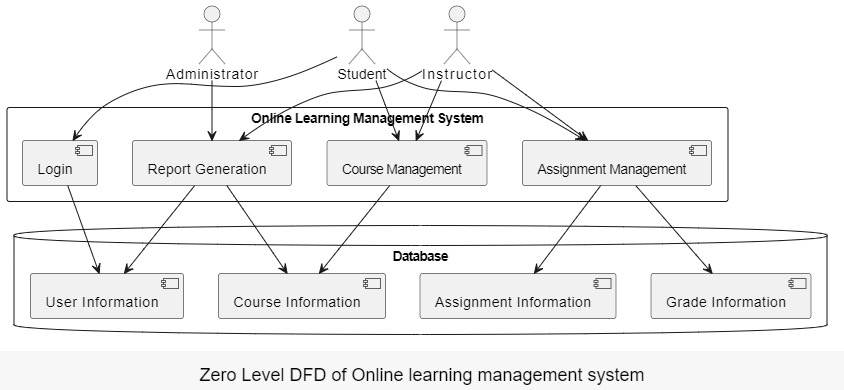 Administrator
Student
Instructor
Online Learning Management System
Login
Report Generation
Course Management
Assignment Management
Database
User Information
Course Information
Assignment Information
Grade Information
Zero Level DFD of Online learning management system